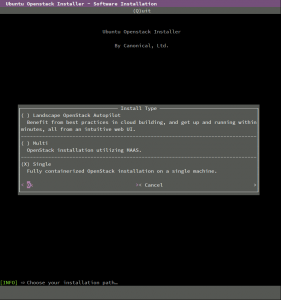 Ubuntu Openstack Installer - Software Installation
(Q)uit
Ubuntu Openstack Installer
By Canonical, Ltd.
Install Type
( ) Landscape OpenStack Autopilot
Benefit from best practices in cloud building, and get up and running within
minutes, all from an intuitive web UI.
( ) Multi
OpenStack installation utilizing MAAS.
(X) Single
Fully containerized OpenStack installation on a single machine.
< Cancel >
[INFO] ⇨ Choose your installation path…